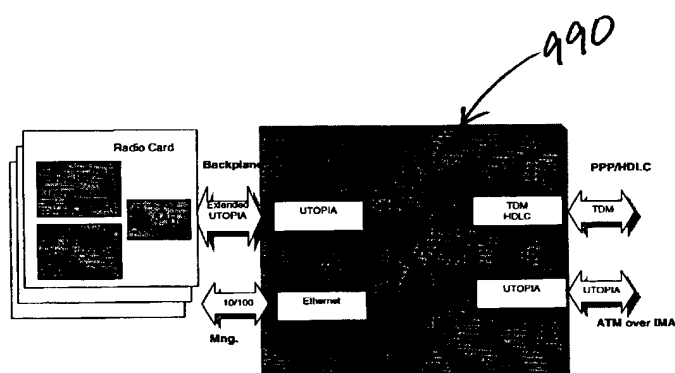 990
Radio Card
Backplane
PPP/HDLC
Extended
UTOPIA
UTOPIA
TDM
HDLC
TDM
10/100
Ethernet
UTOPIA
UTOPIA
Mng.
ATM over IMA